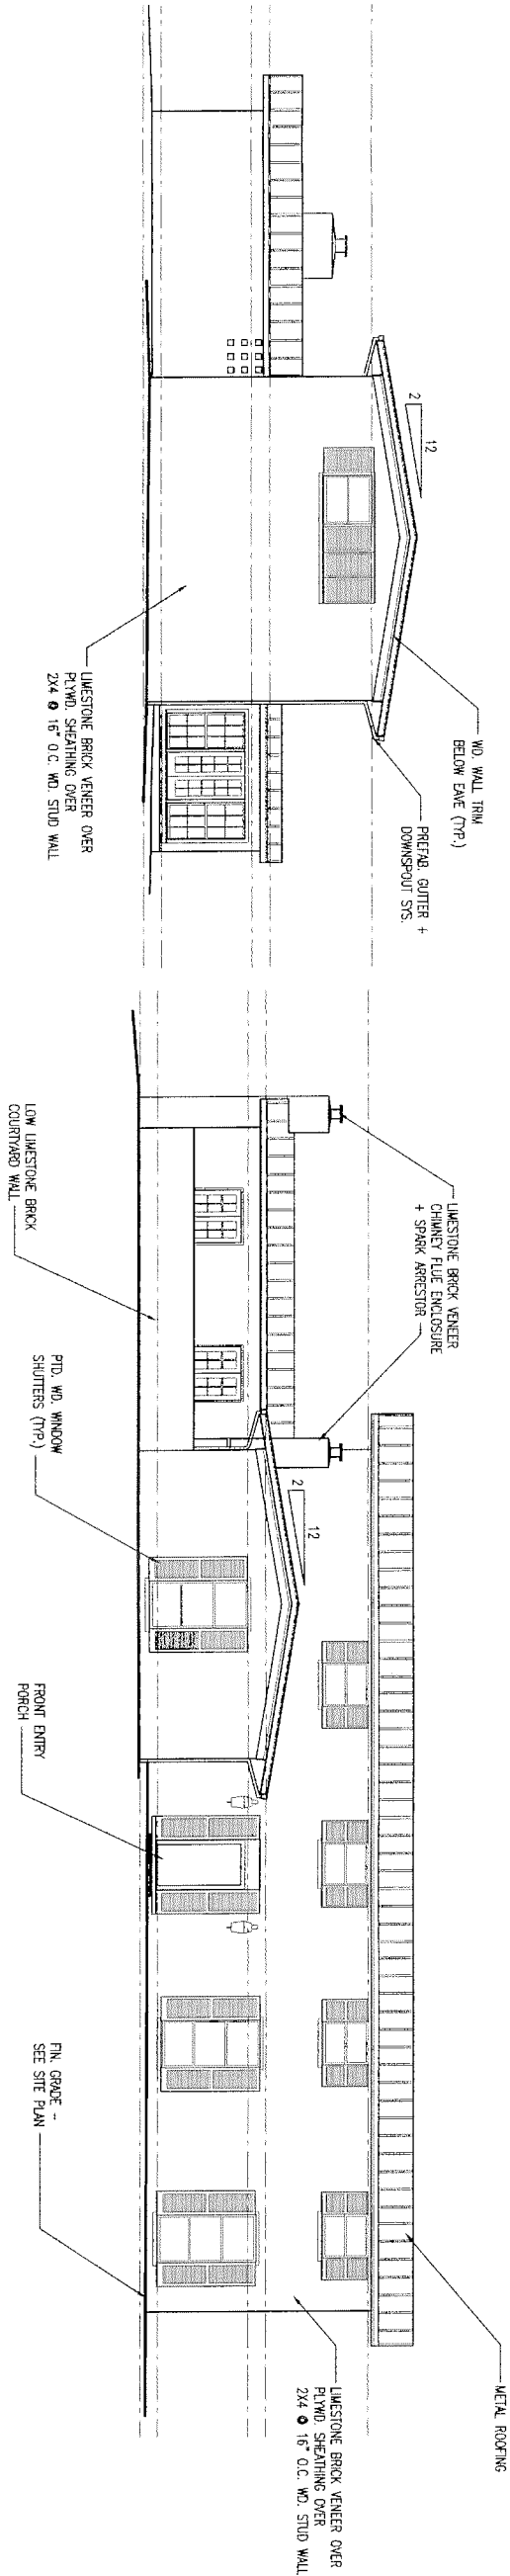 WD. WALL TRIM
BELOW EAVE (TYP.)
PREFAB. GUTTER +
DOWNSPOUT SYS.
12
2
LIMESTONE BRICK VENEER OVER
PLYWD. SHEATHING OVER
2X4 @ 16" O.C. WD. STUD WALL
METAL ROOFING
LIMESTONE BRICK VENEER
CHIMNEY FLUE ENCLOSURE
+ SPARK ARRESTOR
12
2
LIMESTONE BRICK VENEER OVER
PLYWD. SHEATHING OVER
2X4 @ 16" O.C. WD. STUD WALL
LOW LIMESTONE BRICK
COURTYARD WALL
PTD. WD. WINDOW
SHUTTERS (TYP.)
FRONT ENTRY
PORCH
FIN. GRADE -
SEE SITE PLAN